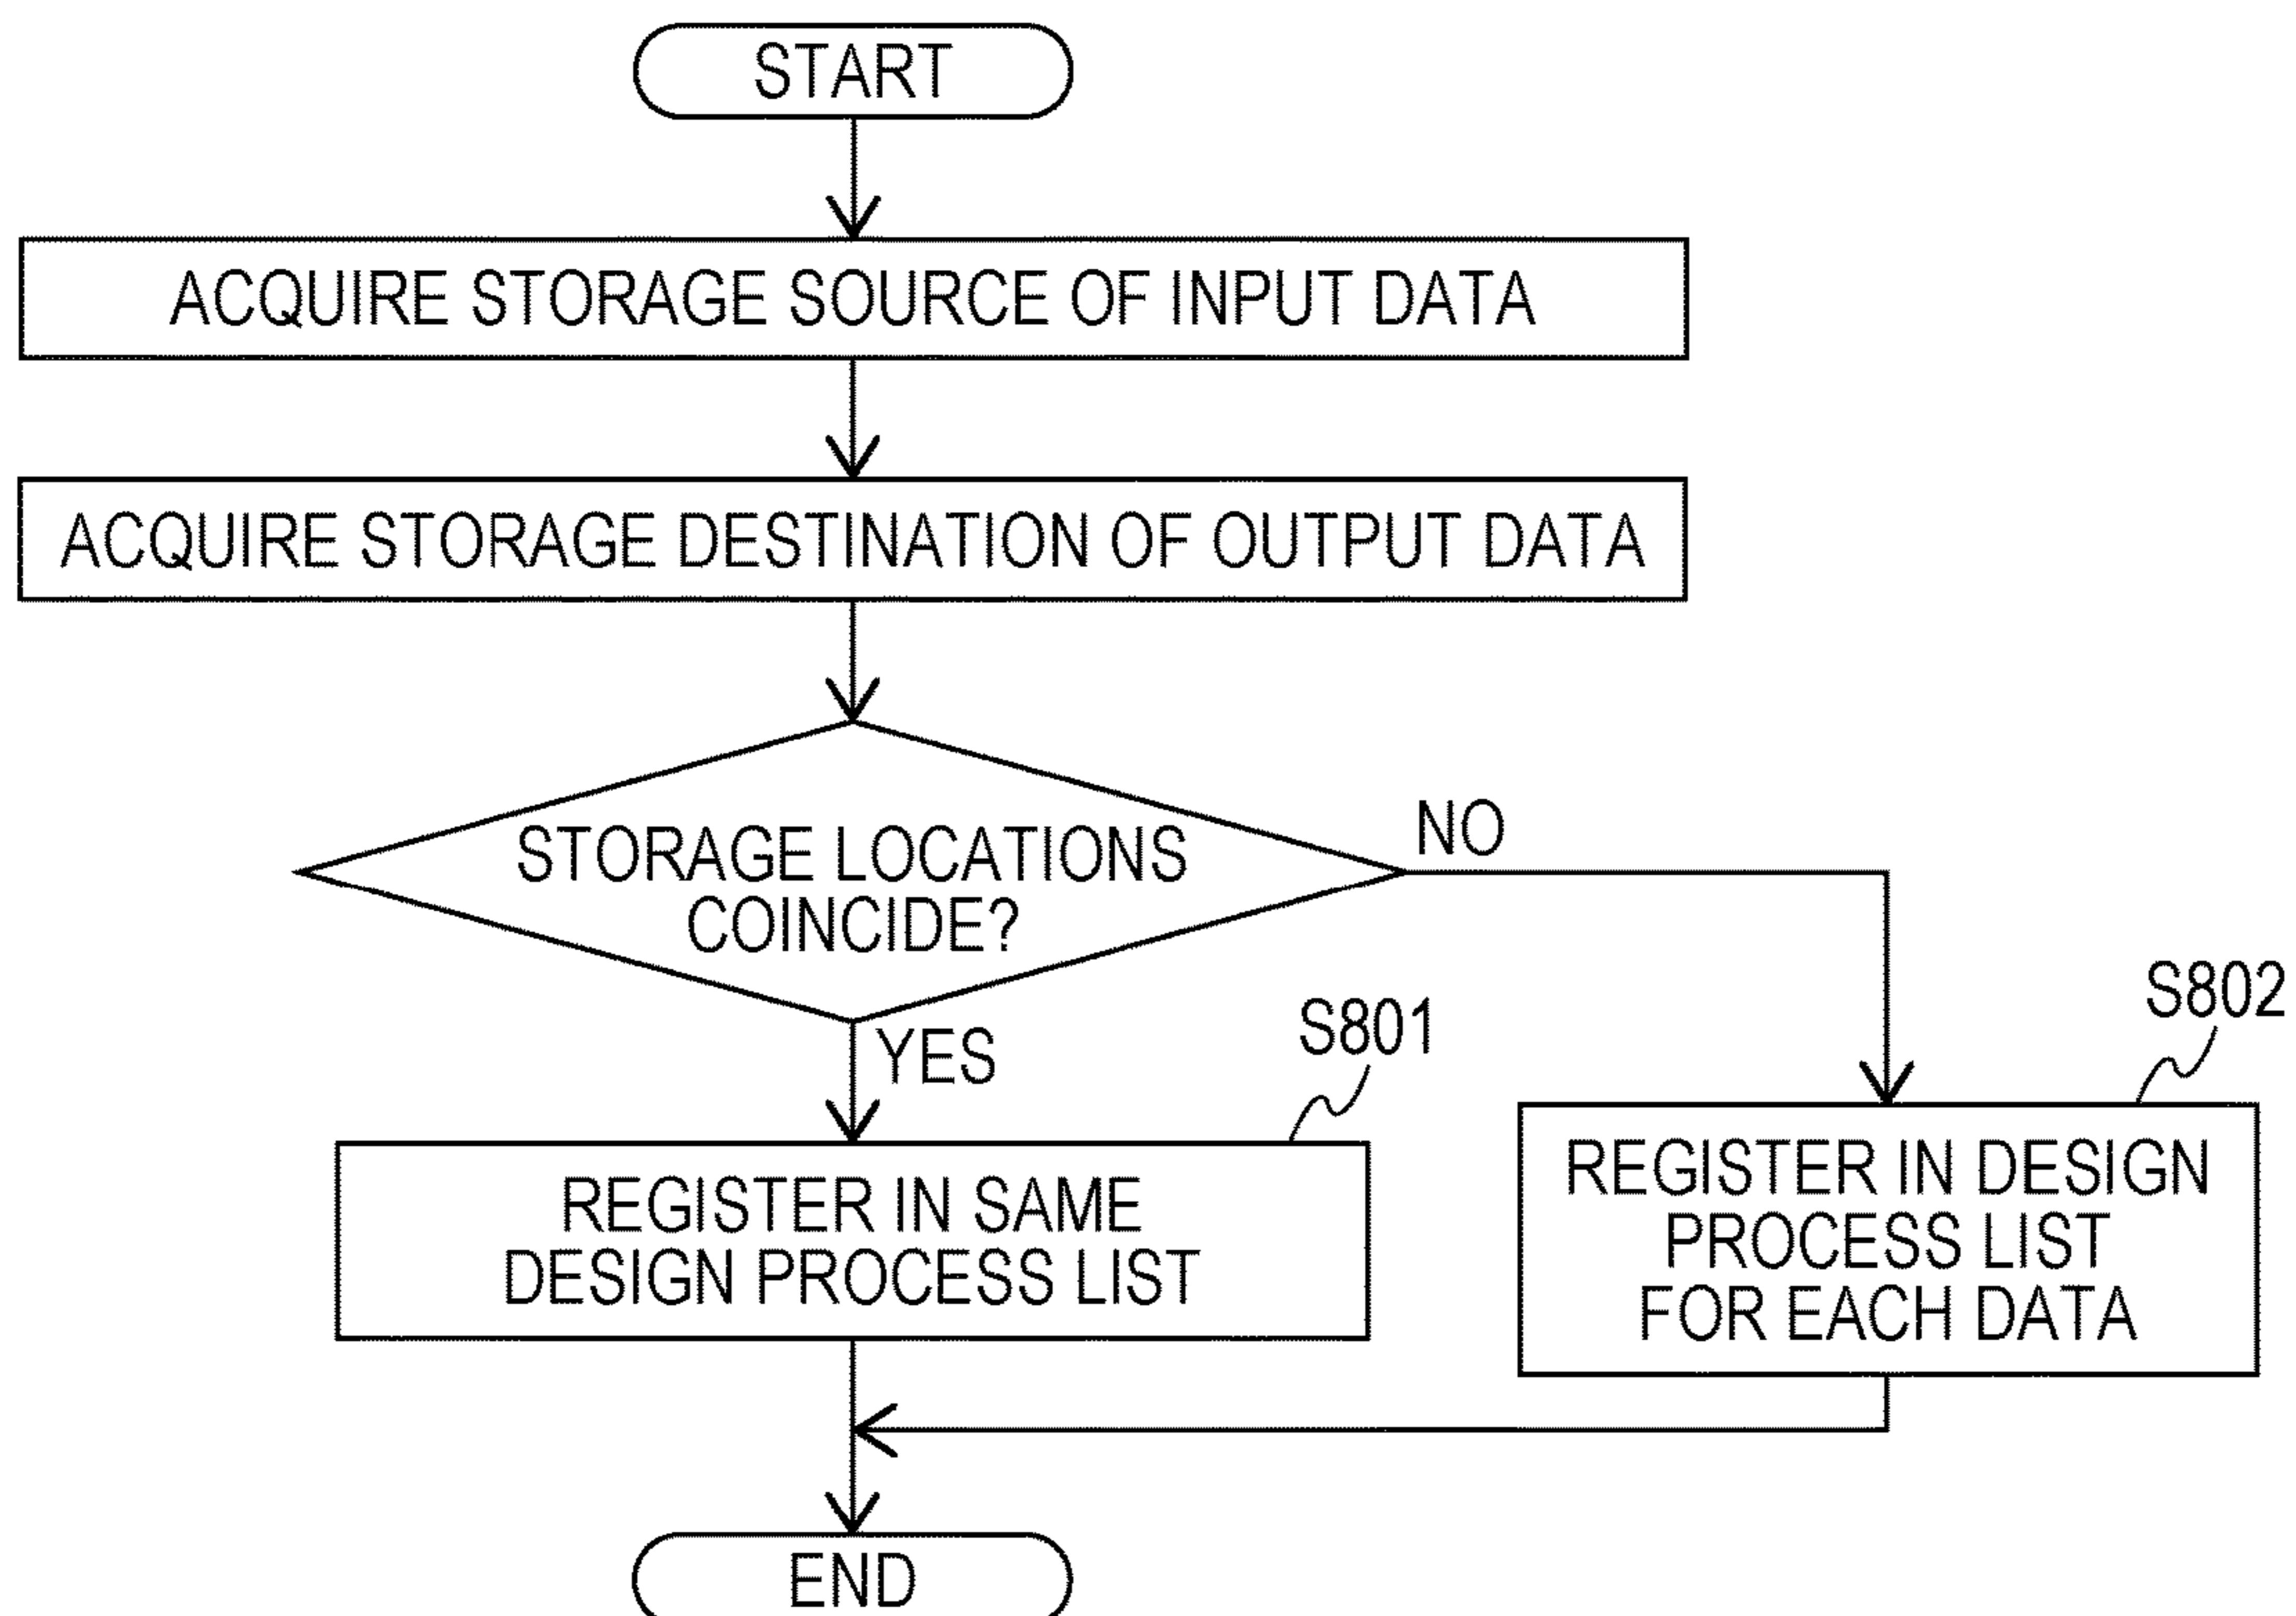 START
ACQUIRE STORAGE SOURCE OF INPUT DATA
ACQUIRE STORAGE DESTINATION OF OUTPUT DATA
STORAGE LOCATIONS
COINCIDE?
NO
YES
S801
S802
REGISTER IN SAME
DESIGN PROCESS LIST
REGISTER IN DESIGN
PROCESS LIST
FOR EACH DATA
END